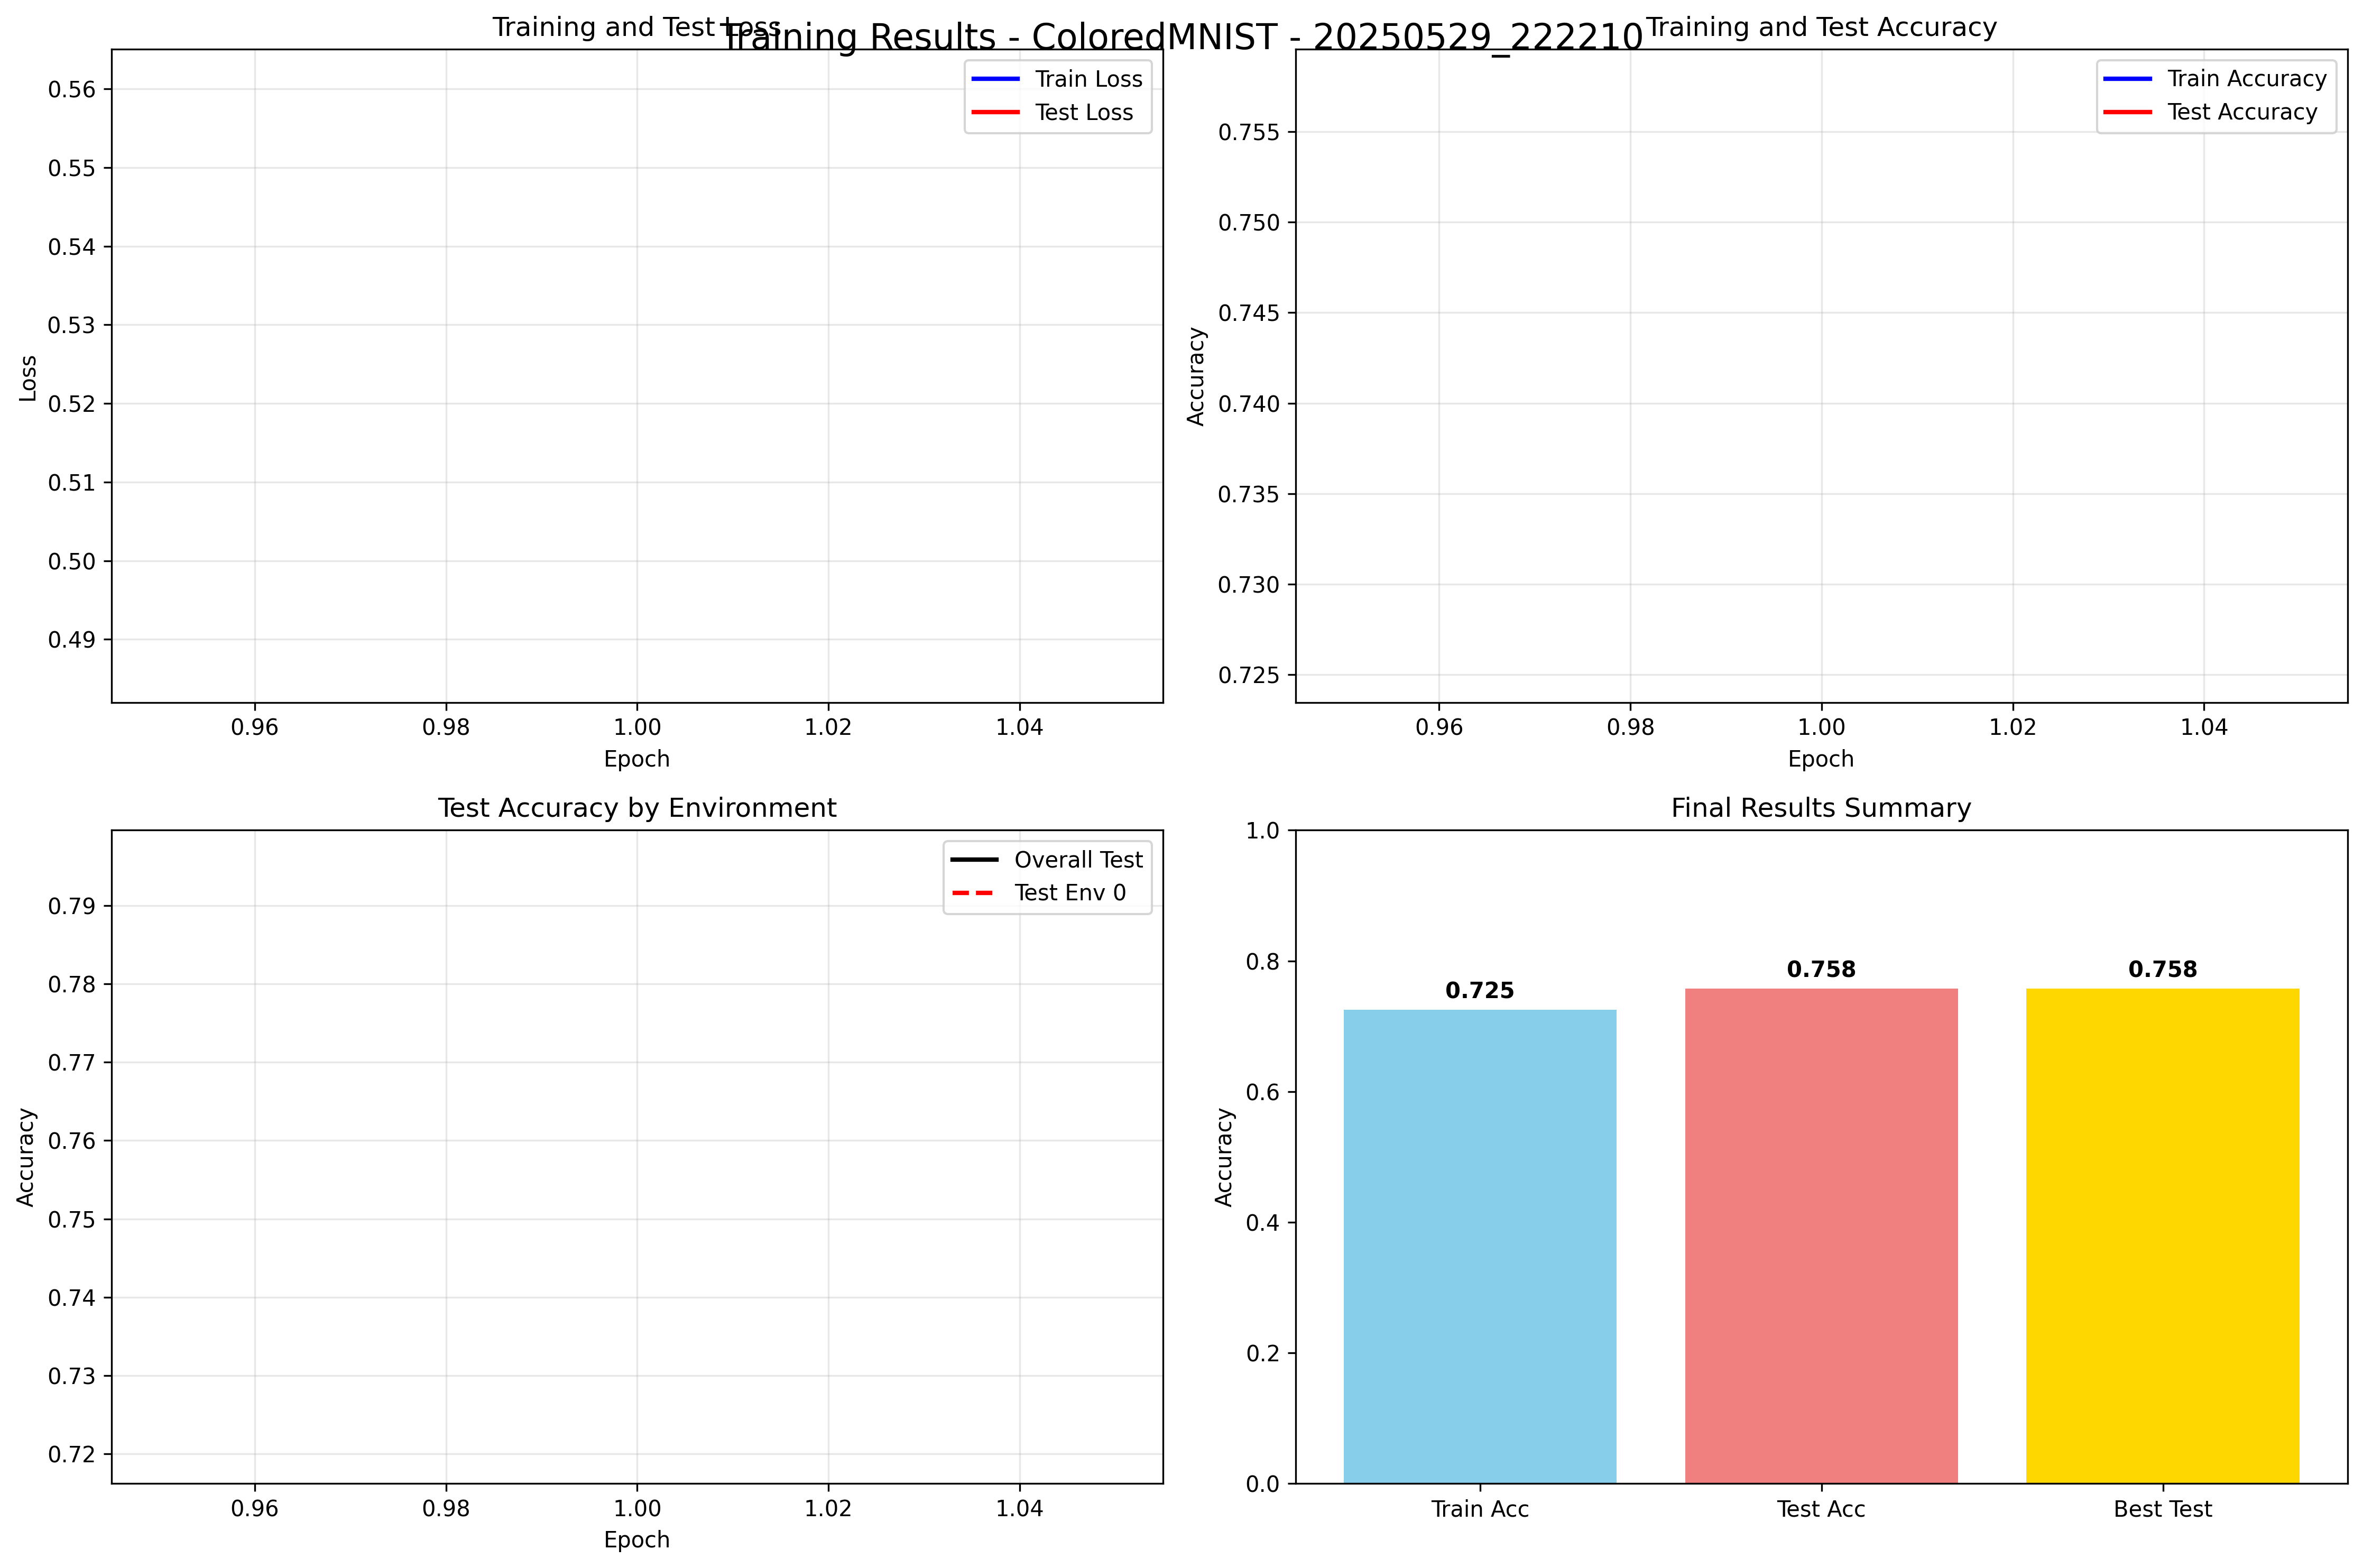 Training Results - ColoredMNIST - 20250529_222210
Training and Test Loss
Train Loss
Test Loss
0.56
0.55
0.54
0.53
0.52
0.51
0.50
0.49
Loss
0.96 0.98 1.00 1.02 1.04
Epoch
Training and Test Accuracy
Train Accuracy
Test Accuracy
0.755
0.750
0.745
0.740
0.735
0.730
0.725
Accuracy
0.96 0.98 1.00 1.02 1.04
Epoch
Test Accuracy by Environment
Overall Test
Test Env 0
0.79
0.78
0.77
0.76
0.75
0.74
0.73
0.72
Accuracy
0.96 0.98 1.00 1.02 1.04
Epoch
Final Results Summary
1.0
0.8
0.6
0.4
0.2
0.0
Accuracy
0.725 0.758 0.758
Train Acc Test Acc Best Test